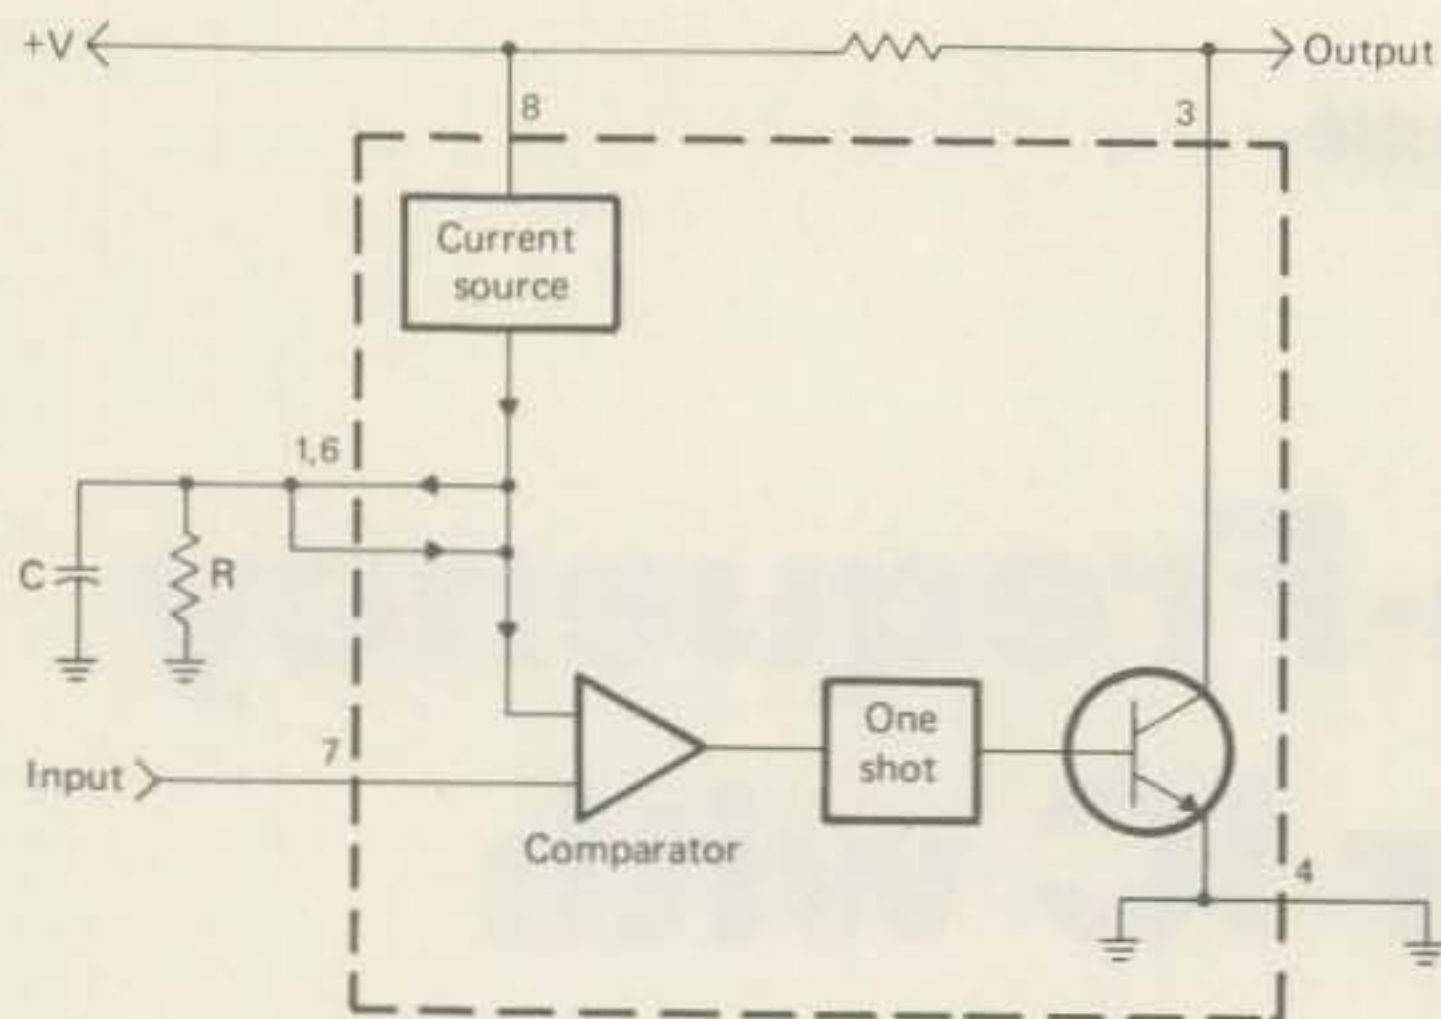 +V
Output
8
3
Current
source
1,6
C
R
One
shot
7
Input
Comparator
4